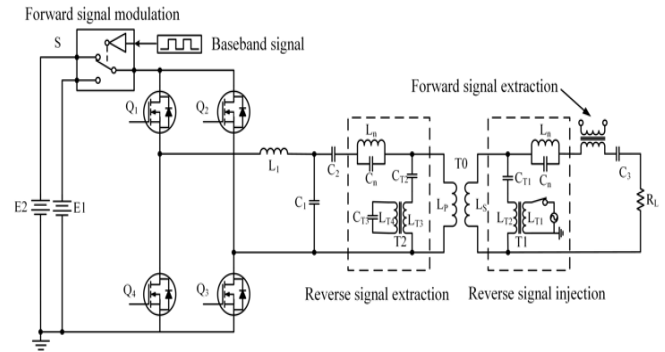 Forward signal modulation
S
Baseband signal
Forward signal extraction
Q1
Q2
Ln
Ln
L1
C2
Cn
CT2
T0
CT1
Cn
C3
E2
E1
C1
CT3
LT4
LT3
LP
LS
LT2
LT1
RL
T2
T1
Q4
Q3
Reverse signal extraction
Reverse signal injection